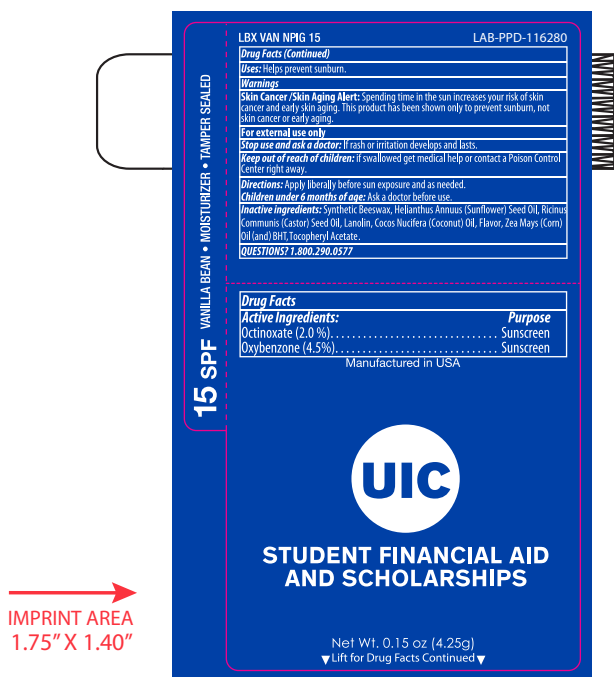 LBX VAN NPIG 15 LAB-PPD-116280
Drug Facts (Continued)
Uses: Helps prevent sunburn.
Warnings
Skin Cancer /Skin Aging Alert: Spending time in the sun increases your risk of skin
cancer and early skin aging. This product has been shown only to prevent sunburn, not
skin cancer or early aging.
For external use only
Stop use and ask a doctor: If rash or irritation develops and lasts.
Keep out of reach of children: if swallowed get medical help or contact a Poison Control
Center right away.
Directions: Apply liberally before sun exposure and as needed.
Children under 6 months of age: Ask a doctor before use.
Inactive ingredients: Synthetic Beeswax, Helianthus Annuus (Sunflower) Seed Oil, Ricinus
Communis (Castor) Seed Oil, Lanolin, Cocos Nucifera (Coconut) Oil, Flavor, Zea Mays (Corn)
Oil (and) BHT, Tocopheryl Acetate.
QUESTIONS? 1.800.290.0577
15 SPF VANILLA BEAN • MOISTURIZER • TAMPER SEALED
Drug Facts
Active Ingredients: Purpose
Octinoxate (2.0 %)............................ Sunscreen
Oxybenzone (4.5%)............................ Sunscreen
Manufactured in USA
UIC
STUDENT FINANCIAL AID
AND SCHOLARSHIPS
IMPRINT AREA
1.75” X 1.40”
Net Wt. 0.15 oz (4.25g)
▼Lift for Drug Facts Continued▼